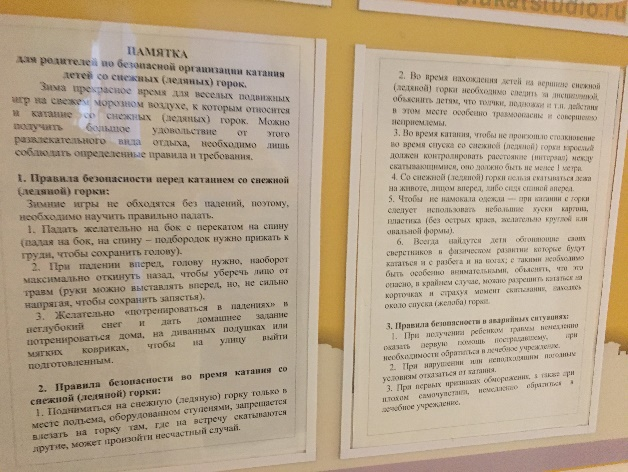 plakatstudio.ru
ПАМЯТКА
для родителей по безопасной организации катания
детей со снежных (ледяных) горок.
Зима прекрасное время для веселых подвижных
игр на свежем морозном воздухе, к которым относится
и катание со снежных (ледяных) горок. Можно
получить большое удовольствие от этого
развлекательного вида отдыха, необходимо лишь
соблюдать определенные правила и требования.
1. Правила безопасности перед катанием со снежной
(ледяной) горки:
Зимние игры не обходятся без падений, поэтому,
необходимо научить правильно падать.
1. Падать желательно на бок с перекатом на спину
(падая на бок, на спину – подбородок нужно прижать к
груди, чтобы сохранить голову).
2. При падении вперед, голову нужно, наоборот
максимально откинуть назад, чтобы уберечь лицо от
травм (руки можно выставлять вперед, но, не сильно
напрягая, чтобы сохранить запястья).
3. Желательно «потренироваться в падениях» в
неглубокий снег и дать домашнее задание
потренироваться дома, на диванных подушках или
мягких ковриках, чтобы на улицу выйти
подготовленным.
2. Правила безопасности во время катания со
снежной (ледяной) горки:
1. Подниматься на снежную (ледяную) горку только в
месте подъема, оборудованном ступенями, запрещается
влезать на горку там, где на встречу скатываются
другие, может произойти несчастный случай.
2. Во время нахождения детей на вершине снежной
(ледяной) горки необходимо следить за дисциплиной,
объяснить детям, что толчки, подножки и т.п. действия
в этом месте особенно травмоопасны и совершенно
неприемлемы.
3. Во время катания, чтобы не произошло столкновение
во время спуска со снежной (ледяной) горки взрослый
должен контролировать расстояние (интервал) между
скатывающимися, оно должно быть не менее 1 метра.
4. Со снежной (ледяной) горки нельзя скатываться лежа
на животе, лицом вперед, либо сидя спиной вперед.
5. Чтобы не намокала одежда — при катании с горки
следует использовать небольшие куски картона,
пластика (без острых краев, желательно круглой или
овальной формы).
6. Всегда найдутся дети обгоняющие своих
сверстников в физическом развитие которые будут
кататься и с разбега и на ногах; с такими необходимо
быть особенно внимательными, объяснять, что это
опасно, в крайнем случае, можно разрешить кататься на
корточках и страхуя момент скатывания, находясь
около спуска (желоба) горки.
3. Правила безопасности в аварийных ситуациях:
1. При получении ребенком травмы немедленно
оказать первую помощь пострадавшему, при
необходимости обратиться в лечебное учреждение.
2. При нарушении или неподходящим погодным
условиям отказаться от катания.
3. При первых признаках обморожения, а также при
плохом самочувствии, немедленно обратиться в
лечебное учреждение.